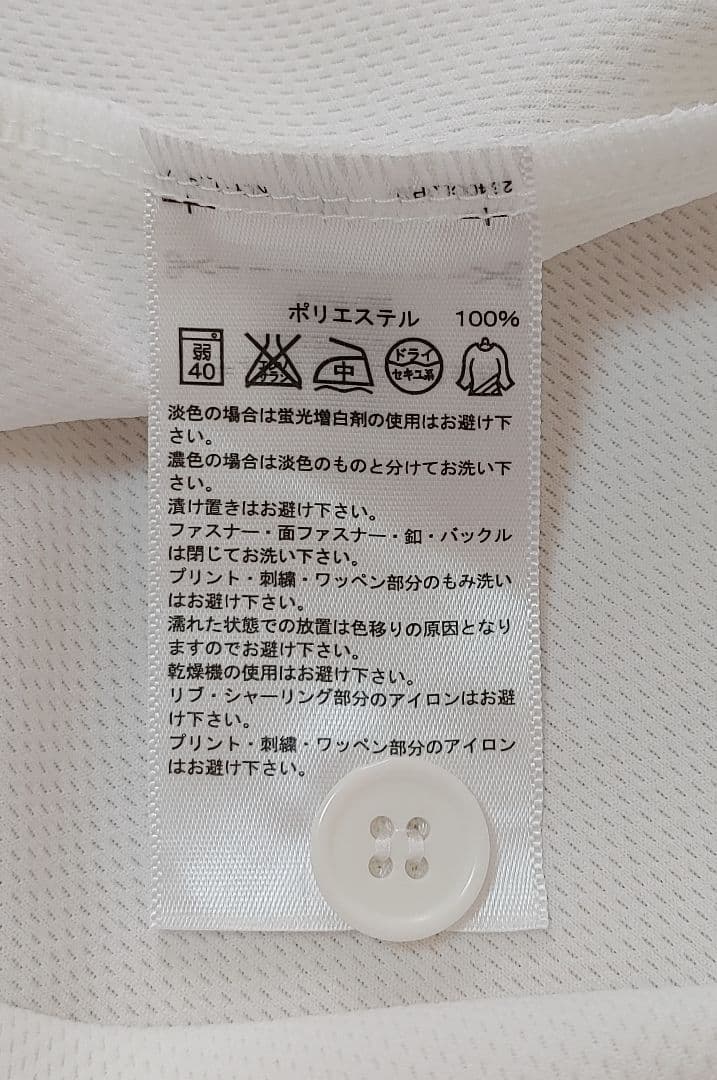 ポリエステル 100%
弱
40
中
ドライ
セキユ系
淡色の場合は蛍光増白剤の使用はお避け下
さい。
濃色の場合は淡色のものと分けてお洗い下
さい。
漬け置きはお避け下さい。
ファスナー・面ファスナー・釦・バックル
は閉じてお洗い下さい。
プリント・刺繍・ワッペン部分のもみ洗い
はお避け下さい。
濡れた状態での放置は色移りの原因となり
ますのでお避け下さい。
乾燥機の使用はお避け下さい。
リブ・シャーリング部分のアイロンはお避
け下さい。
プリント・刺繍・ワッペン部分のアイロン
はお避け下さい。